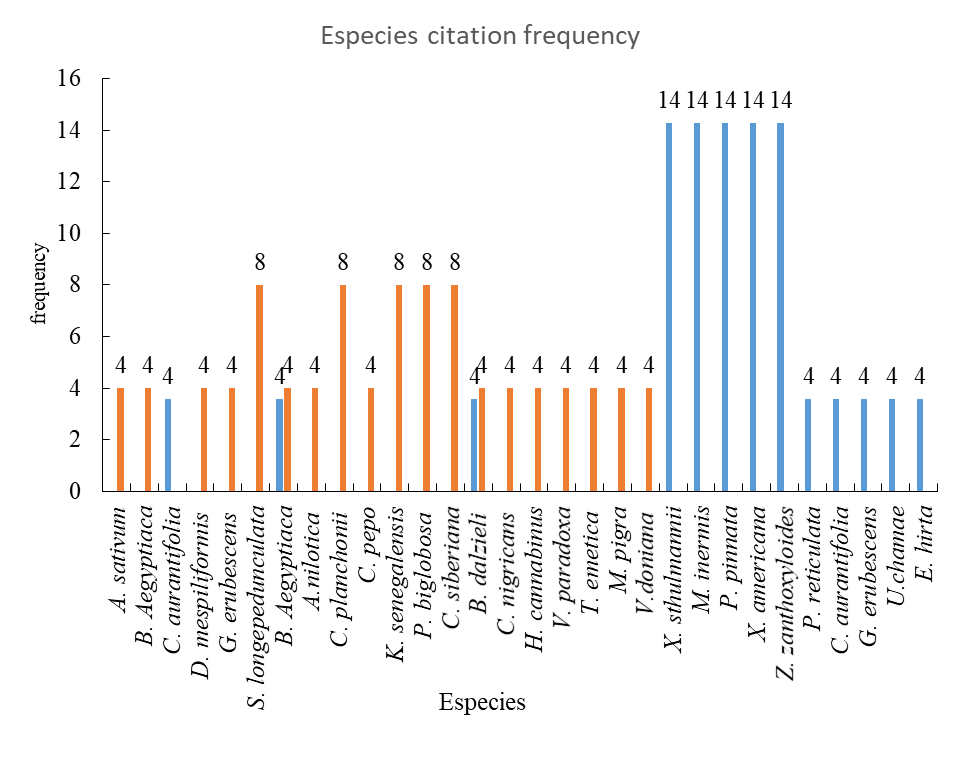 Especies citation frequency
frequency
16
14
12
10
8
6
4
2
0
4 4 4 4 4 8 4 4 4 8 4 8 8 8 4 4 4 4 4 4 4 4 14 14 14 14 14 4 4 4 4 4
A. sativum
B. Aegyptiaca
C. aurantifolia
D. mespiliformis
G. erubescens
S. longepedunculata
B. Aegyptiaca
A.nilotica
C. planchonii
C. pepo
K. senegalensis
P. biglobosa
C. siberiana
B. dalzieli
C. nigricans
H. cannabinus
V. paradoxa
T. emetica
M. pigra
V.doniana
X. sthulmannii
M. inermis
P. pinnata
X. americana
Z. zanthoxyloides
P. reticulata
C. aurantifolia
G. erubescens
U.chamae
E. hirta
Especies